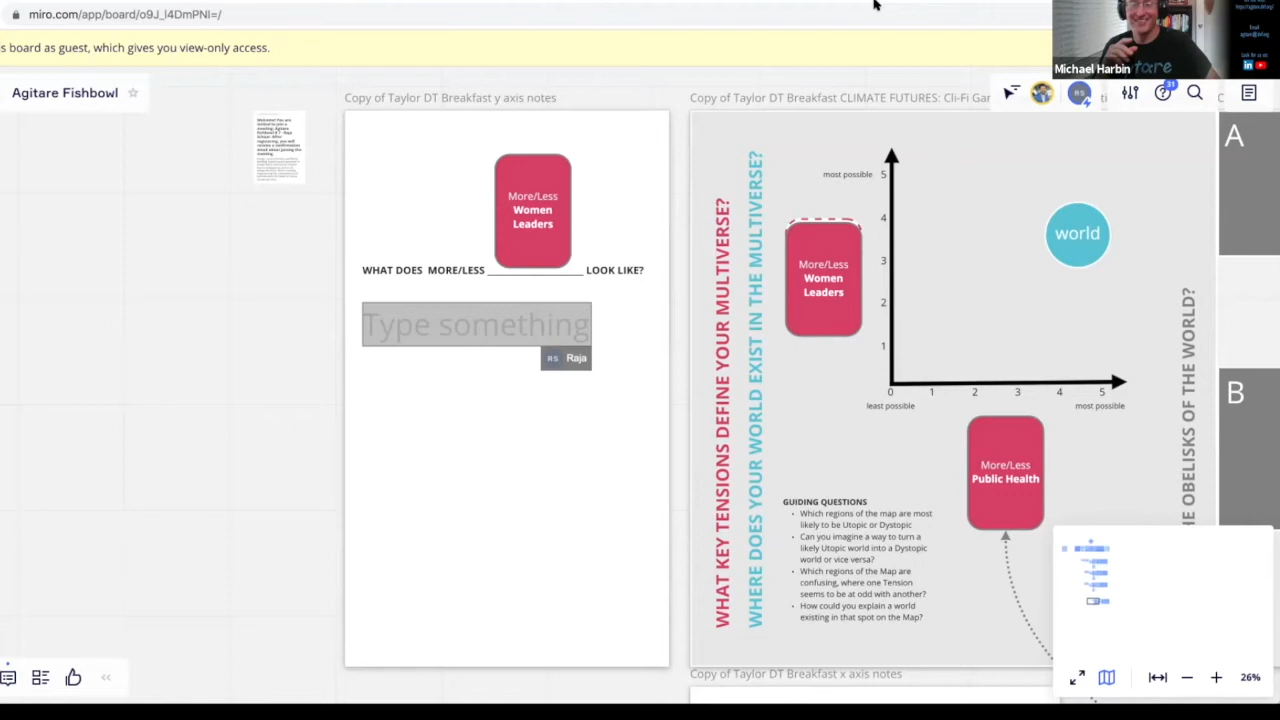 miro.com/app/board/o9J_l4DmPNI=/
s board as guest, which gives you view-only access.
Michael Harbin
Agitare Fishbowl
31
RS
Copy of Taylor DT Breakfast y axis notes
More/Less
Women
Leaders
WHAT DOES MORE/LESS ____________ LOOK LIKE?
Type something
RS Raja
Copy of Taylor DT Breakfast CLIMATE FUTURES: Cli-Fi Gar
WHAT KEY TENSIONS DEFINE YOUR MULTIVERSE?
WHERE DOES YOUR WORLD EXIST IN THE MULTIVERSE?
most possible 5
4
3
2
1
More/Less
Women
Leaders
world
0 1 2 3 4 5
least possible
most possible
More/Less
Public Health
GUIDING QUESTIONS
• Which regions of the map are most
likely to be Utopic or Dystopic
• Can you imagine a way to turn a
likely Utopic world into a Dystopic
world or vice versa?
• Which regions of the Map are
confusing, where one Tension
seems to be at odd with another?
• How could you explain a world
existing in that spot on the Map?
HE OBELISKS OF THE WORLD?
A
B
Copy of Taylor DT Breakfast x axis notes
26%